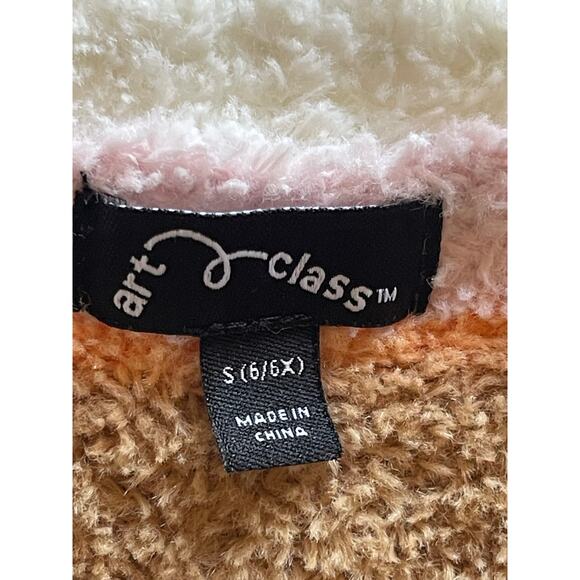 art class™
S (6/6X)
MADE IN
CHINA